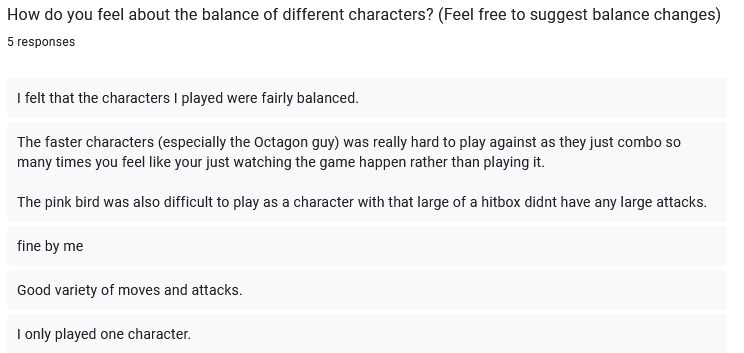 How do you feel about the balance of different characters? (Feel free to suggest balance changes)
5 responses
I felt that the characters I played were fairly balanced.
The faster characters (especially the Octagon guy) was really hard to play against as they just combo so
many times you feel like your just watching the game happen rather than playing it.
The pink bird was also difficult to play as a character with that large of a hitbox didnt have any large attacks.
fine by me
Good variety of moves and attacks.
I only played one character.